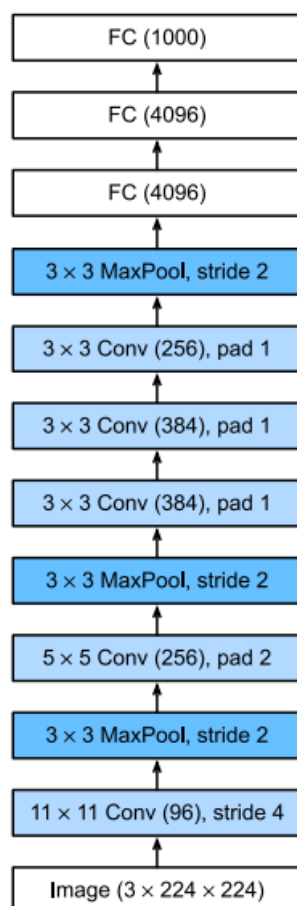 FC (1000)
FC (4096)
FC (4096)
3 × 3 MaxPool, stride 2
3 × 3 Conv (256), pad 1
3 × 3 Conv (384), pad 1
3 × 3 Conv (384), pad 1
3 × 3 MaxPool, stride 2
5 × 5 Conv (256), pad 2
3 × 3 MaxPool, stride 2
11 × 11 Conv (96), stride 4
Image (3 × 224 × 224)